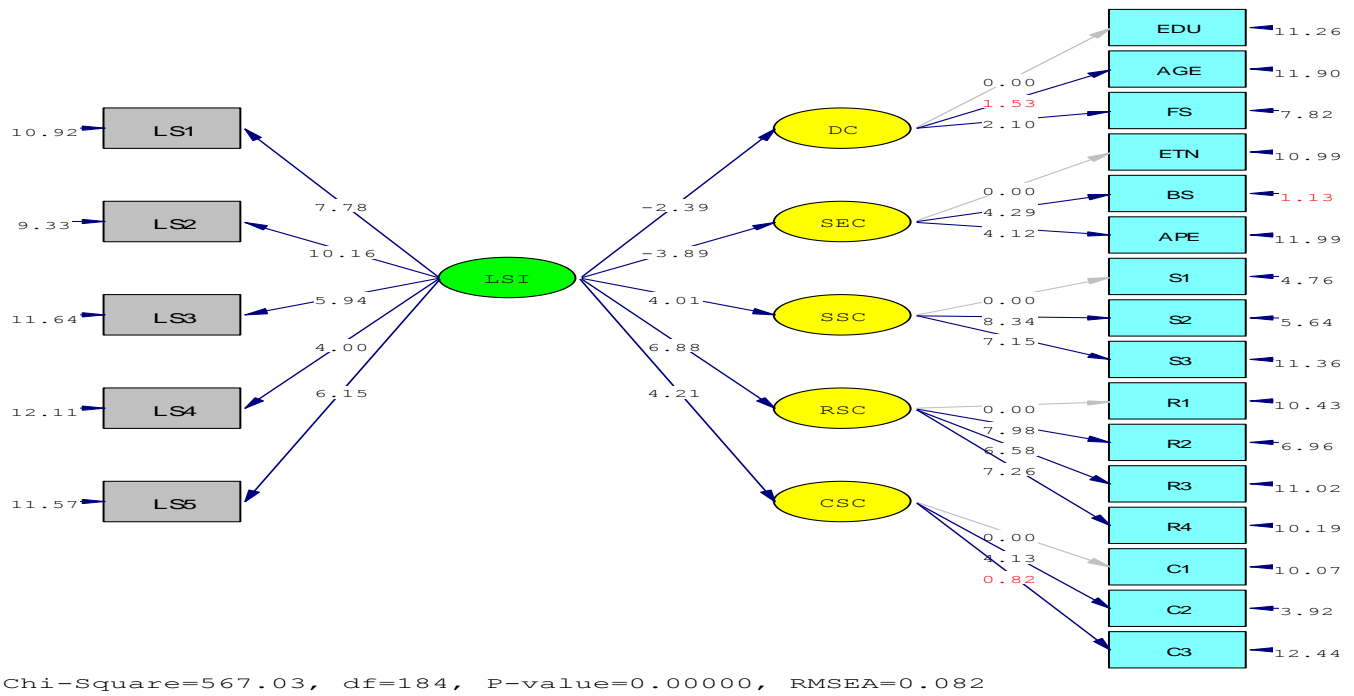 EDU
11.26
AGE
11.90
0.00
1.53
FS
7.82
10.92
LS1
DC
2.10
ETN
10.99
0.00
BS
1.13
7.78
-2.39
4.29
9.33
LS2
SEC
4.12
APE
11.99
10.16
-3.89
LSI
S1
4.76
5.94
4.01
0.00
11.64
LS3
SSC
8.34
S2
5.64
7.15
4.00
6.88
S3
11.36
6.15
4.21
R1
10.43
12.11
LS4
RSC
0.00
7.98
R2
6.96
6.58
7.26
R3
11.02
11.57
LS5
CSC
R4
10.19
0.00
4.13
C1
10.07
0.82
C2
3.92
C3
12.44
Chi-Square=567.03, df=184, P-value=0.00000, RMSEA=0.082